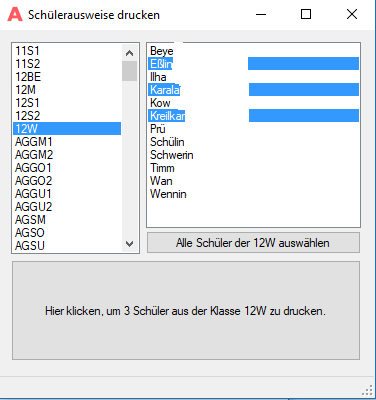 Schülerausweise drucken
11S1
11S2
12BE
12M
12S1
12S2
12W
AGGM1
AGGM2
AGGO1
AGGO2
AGGU1
AGGU2
AGSM
AGSO
AGSU
Beye
Eßlin
Ilha
Karala
Kow
Kreilkar
Prü
Schülin
Schwerin
Timm
Wan
Wennin
Alle Schüler der 12W auswählen
Hier klicken, um 3 Schüler aus der Klasse 12W zu drucken.